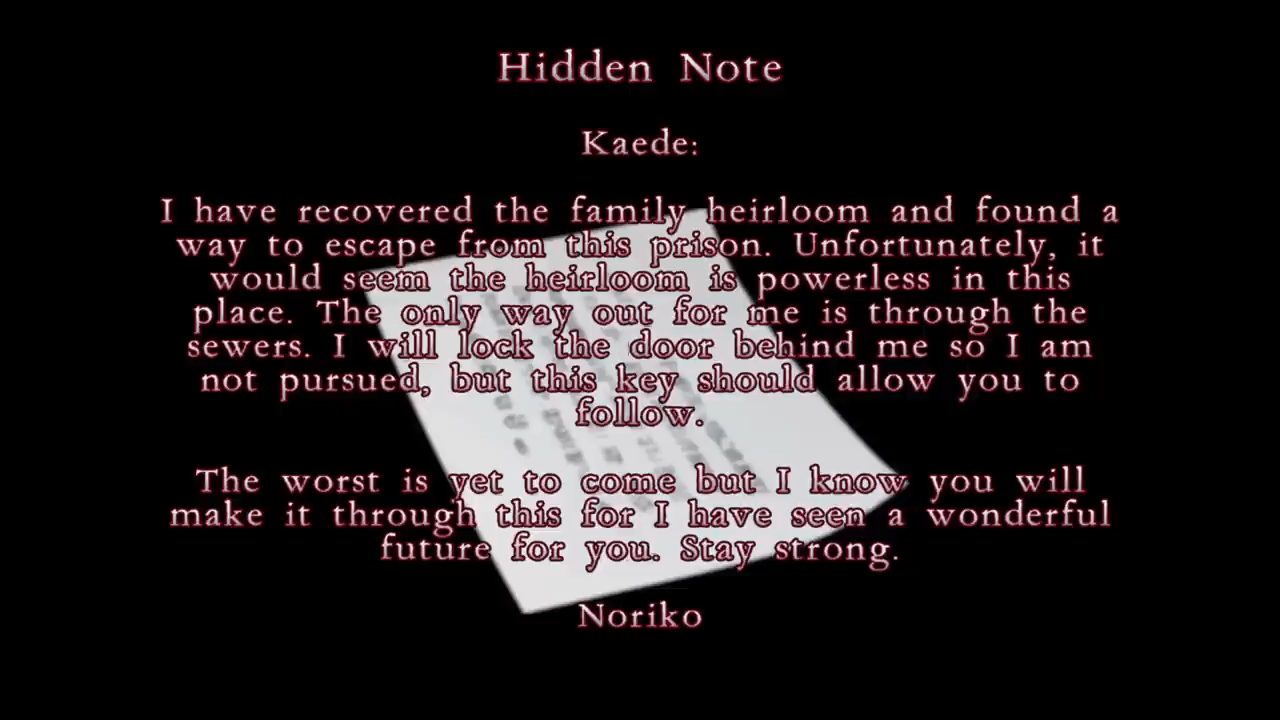 Hidden Note
Kaede:
I have recovered the family heirloom and found a
way to escape from this prison. Unfortunately, it
would seem the heirloom is powerless in this
place. The only way out for me is through the
sewers. I will lock the door behind me so I am
not pursued, but this key should allow you to
follow.
The worst is yet to come but I know you will
make it through this for I have seen a wonderful
future for you. Stay strong.
Noriko